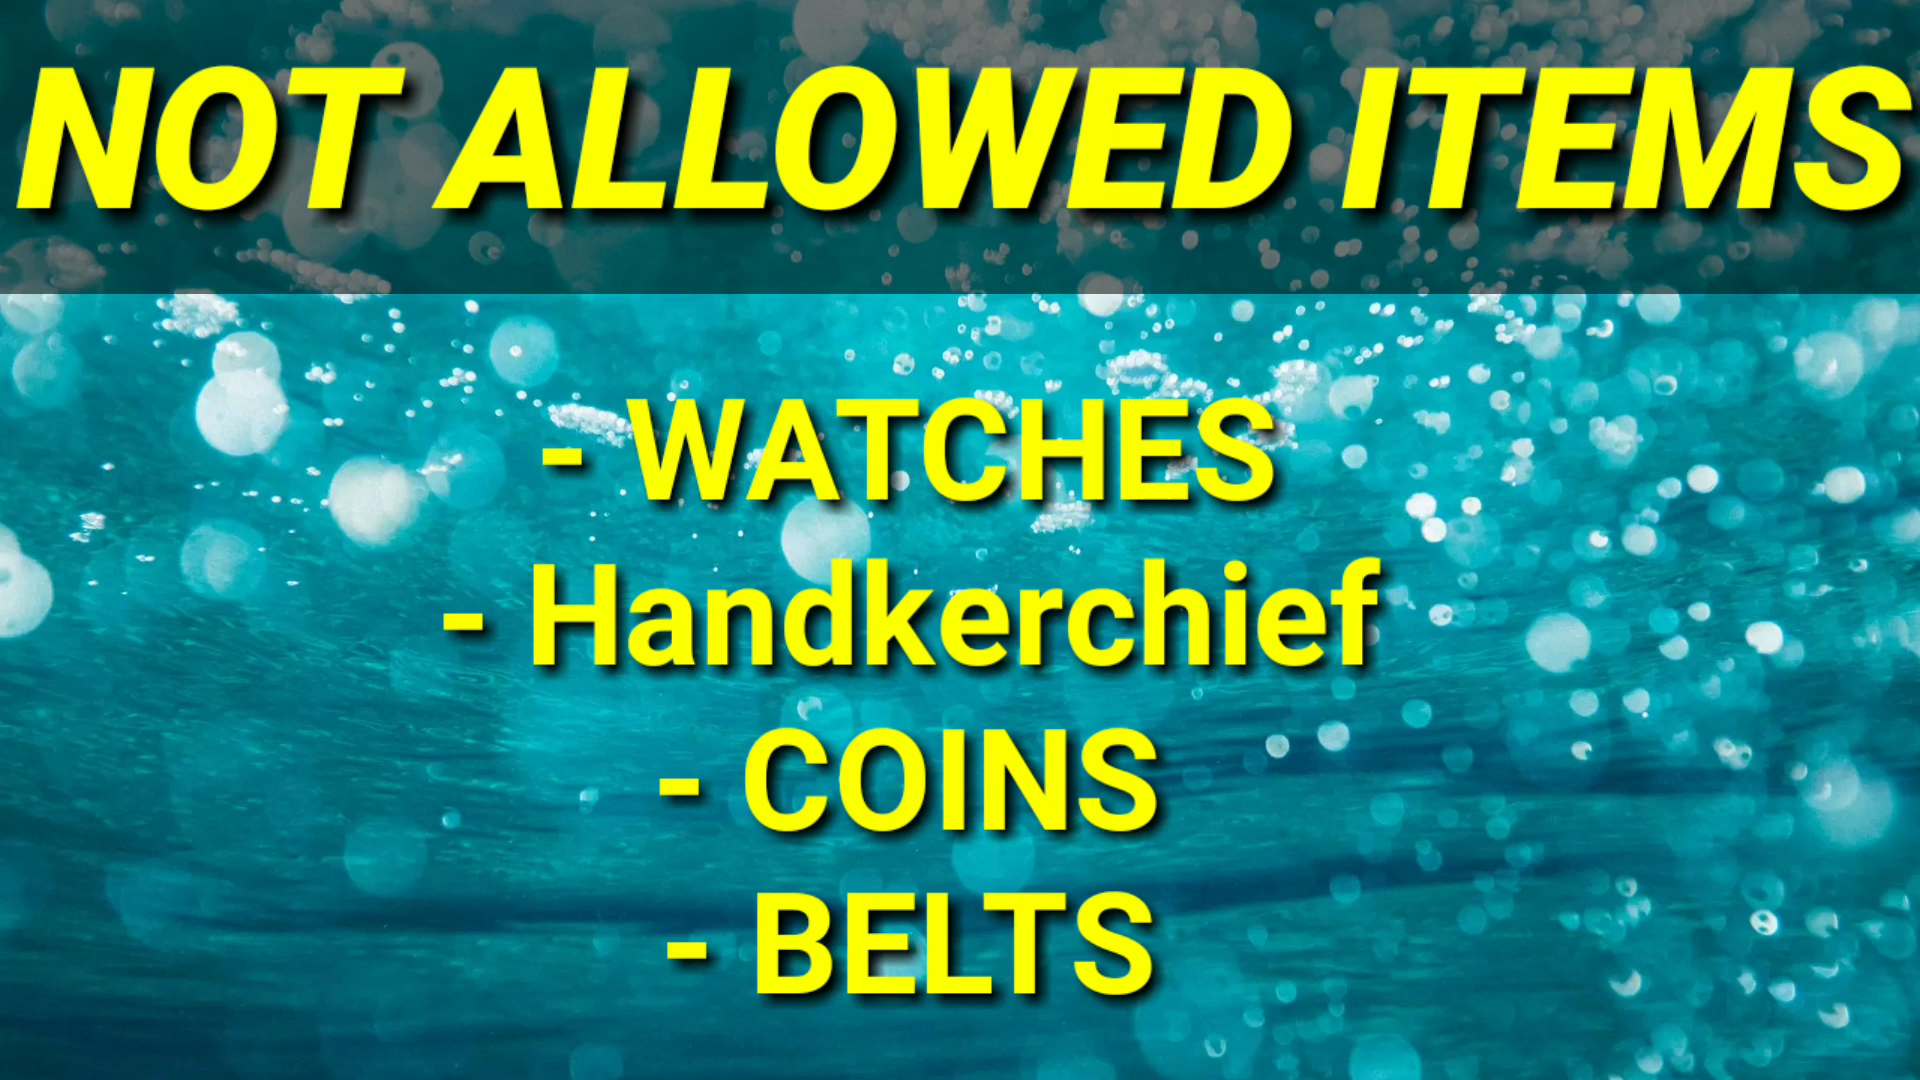 NOT ALLOWED ITEMS
- WATCHES
- Handkerchief
- COINS
- BELTS